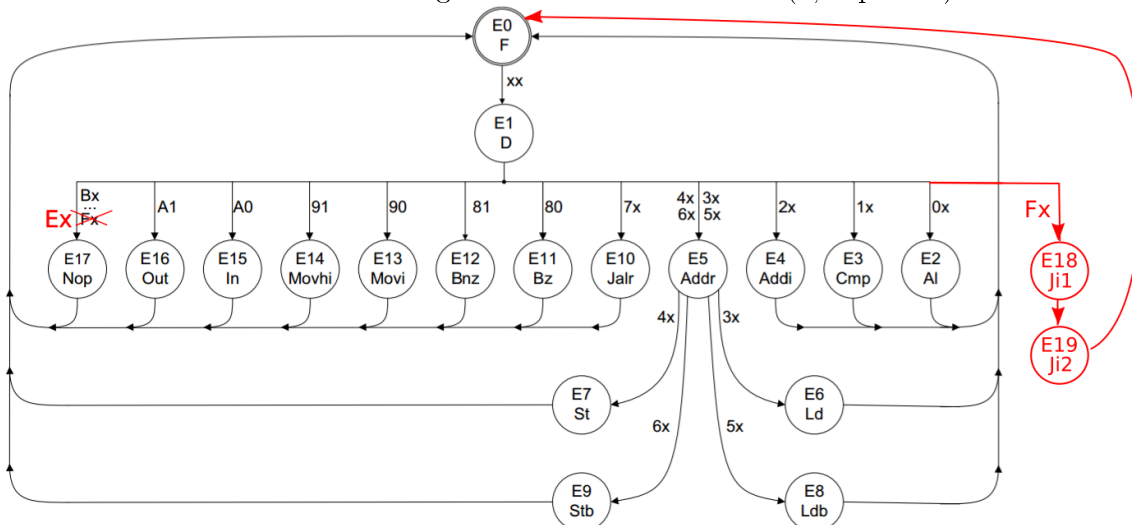 E0
F
xx
E1
D
Bx
...
Ex Fx
A1
A0
91
90
81
80
7x
4x 3x
6x 5x
2x
1x
0x
Fx
E17
Nop
E16
Out
E15
In
E14
Movhi
E13
Movi
E12
Bnz
E11
Bz
E10
Jalr
E5
Addr
E4
Addi
E3
Cmp
E2
Al
E18
Ji1
4x
3x
E19
Ji2
E7
St
E6
Ld
6x
5x
E9
Stb
E8
Ldb